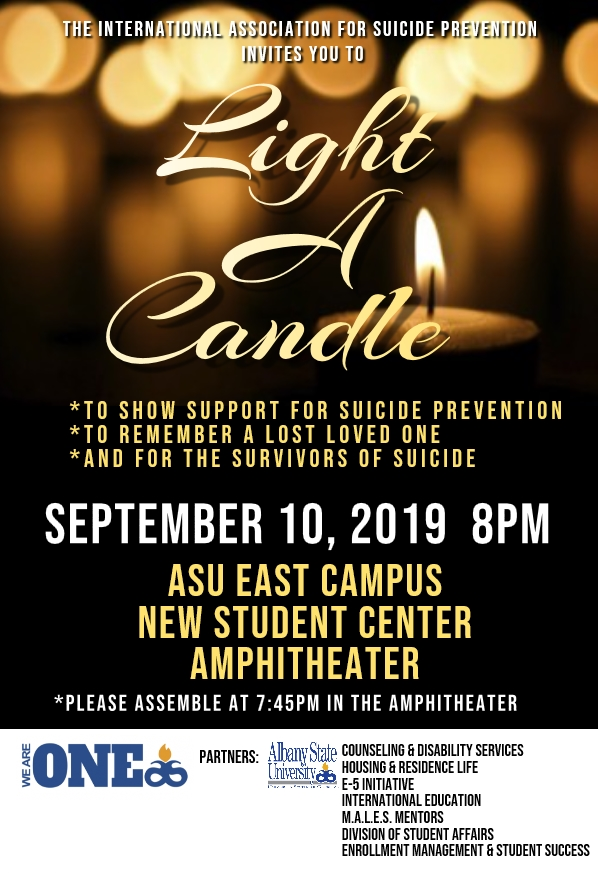 THE INTERNATIONAL ASSOCIATION FOR SUICIDE PREVENTION
INVITES YOU TO
Light
A
Candle
*TO SHOW SUPPORT FOR SUICIDE PREVENTION
*TO REMEMBER A LOST LOVED ONE
*AND FOR THE SURVIVORS OF SUICIDE
SEPTEMBER 10, 2019 8PM
ASU EAST CAMPUS
NEW STUDENT CENTER
AMPHITHEATER
*PLEASE ASSEMBLE AT 7:45PM IN THE AMPHITHEATER
WE ARE ONE
PARTNERS:
Albany State
University
COUNSELING & DISABILITY SERVICES
HOUSING & RESIDENCE LIFE
E-5 INITIATIVE
INTERNATIONAL EDUCATION
M.A.L.E.S. MENTORS
DIVISION OF STUDENT AFFAIRS
ENROLLMENT MANAGEMENT & STUDENT SUCCESS